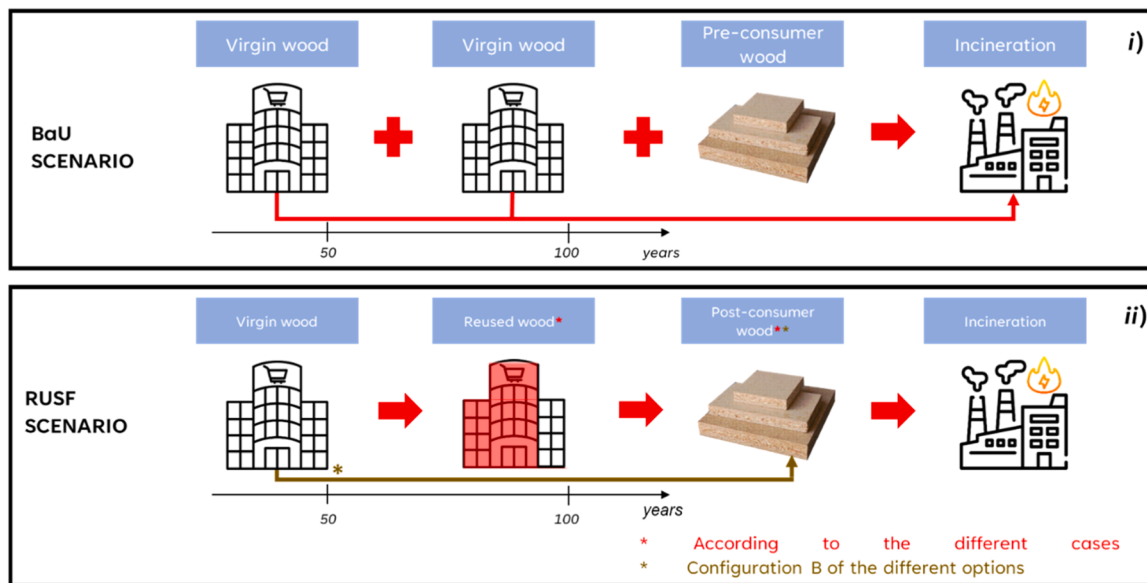 Virgin wood
Virgin wood
Pre-consumer
wood
Incineration
i)
BaU
SCENARIO
50
100
years
Virgin wood
Reused wood*
Post-consumer
wood**
Incineration
ii)
RUSF
SCENARIO
*
50
100
years
* According to the different cases
* Configuration B of the different options